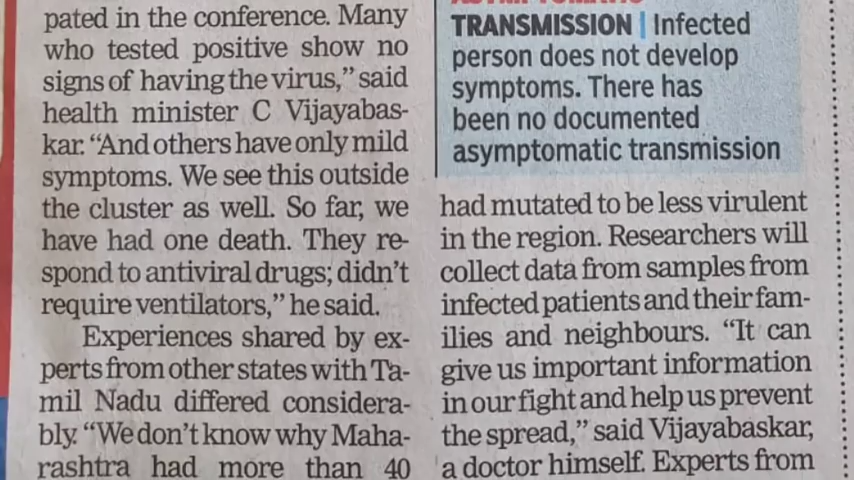 pated in the conference. Many
who tested positive show no
signs of having the virus,” said
health minister C Vijayabas-
kar. “And others have only mild
symptoms. We see this outside
the cluster as well. So far, we
have had one death. They re-
spond to antiviral drugs; didn’t
require ventilators,” he said.
Experiences shared by ex-
perts from other states with Ta-
mil Nadu differed considera-
bly. “We don’t know why Maha-
rashtra had more than 40
TRANSMISSION | Infected
person does not develop
symptoms. There has
been no documented
asymptomatic transmission
had mutated to be less virulent
in the region. Researchers will
collect data from samples from
infected patients and their fam-
ilies and neighbours. “It can
give us important information
in our fight and help us prevent
the spread,” said Vijayabaskar,
a doctor himself. Experts from